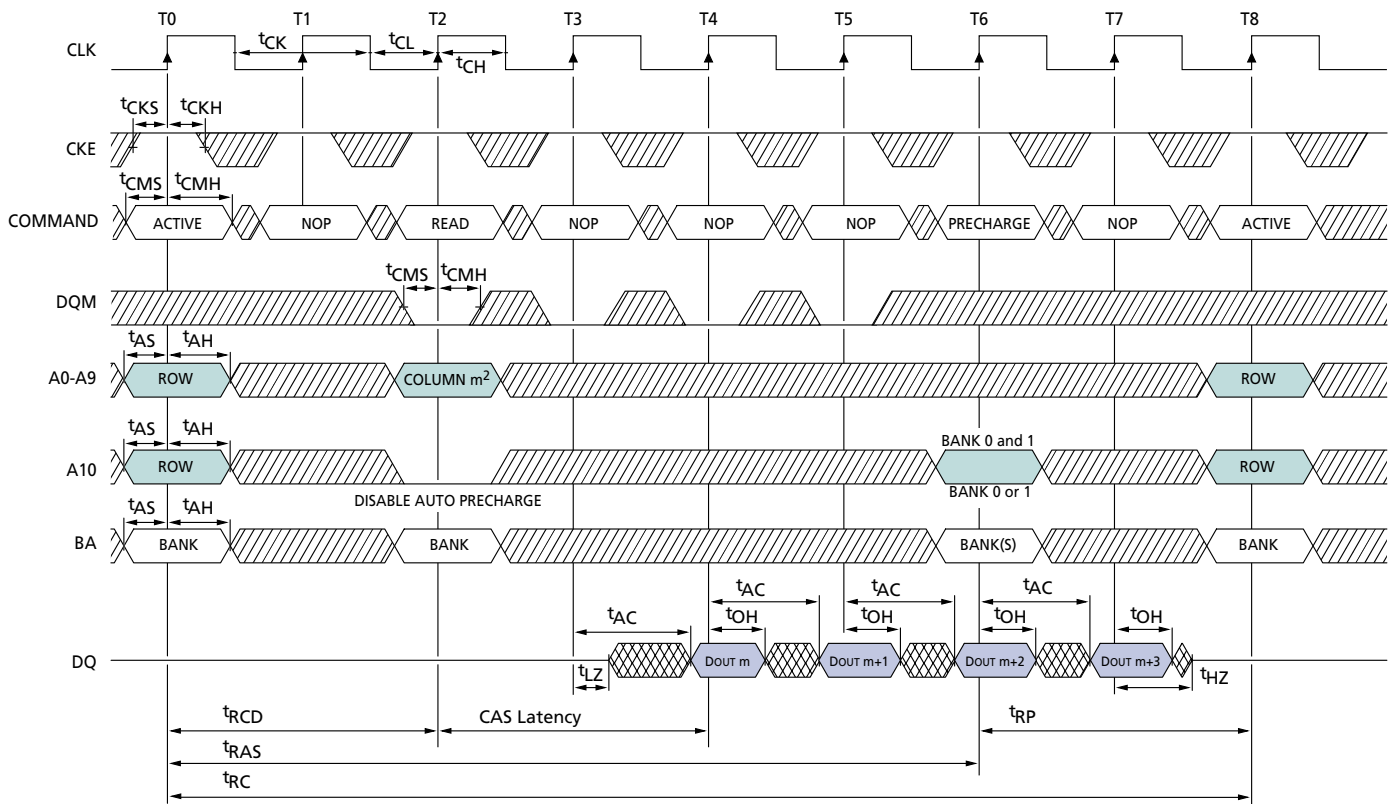 T0 T1 T2 T3 T4 T5 T6 T7 T8
CLK tCK tCL tCH
tCKS tCKH
CKE
tCMS tCMH
COMMAND ACTIVE NOP READ NOP NOP NOP PRECHARGE NOP ACTIVE
tCMS tCMH
DQM
tAS tAH
A0-A9 ROW COLUMN m2 ROW
tAS tAH BANK 0 and 1
A10 ROW ROW
DISABLE AUTO PRECHARGE BANK 0 or 1
tAS tAH
BA BANK BANK BANK(S) BANK
tAC tAC tAC
tAC tOH tOH tOH tOH
DQ DOUT m DOUT m+1 DOUT m+2 DOUT m+3
tLZ tHZ
tRCD CAS Latency tRP
tRAS
tRC